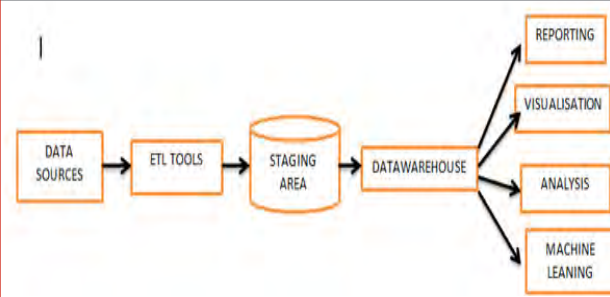 DATA
SOURCES
ETL TOOLS
STAGING
AREA
DATAWAREHOUSE
REPORTING
VISUALISATION
ANALYSIS
MACHINE
LEANING